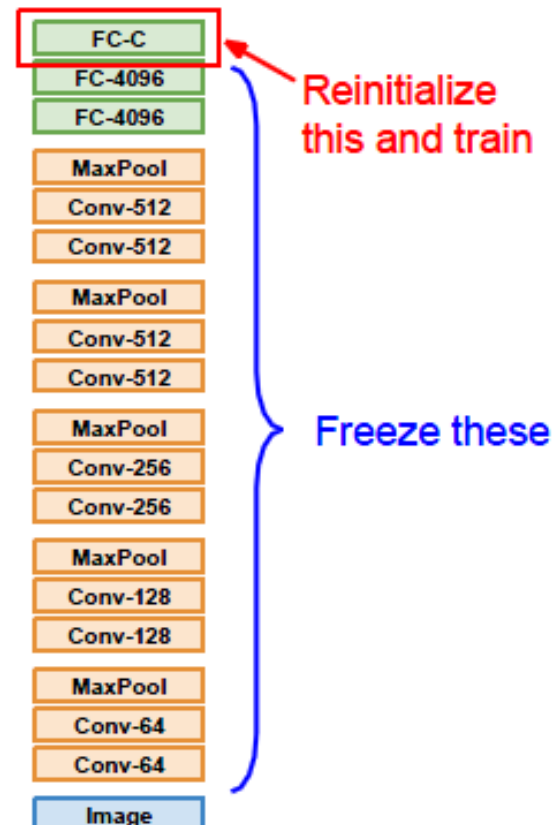 FC-C
FC-4096
FC-4096
MaxPool
Conv-512
Conv-512
MaxPool
Conv-512
Conv-512
MaxPool
Conv-256
Conv-256
MaxPool
Conv-128
Conv-128
MaxPool
Conv-64
Conv-64
Image
Reinitialize
this and train
Freeze these